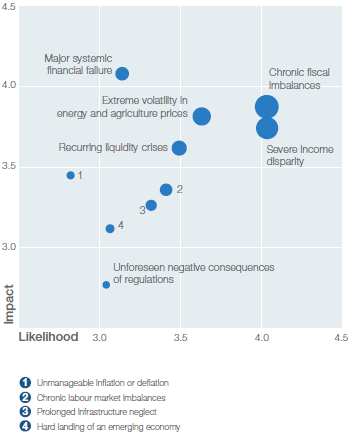 4.5
Major systemic
financial failure
4.0
Chronic fiscal
imbalances
Extreme volatility in
energy and agriculture prices
Recurring liquidity crises
Severe income
disparity
3.5
1
2
3
4
3.0
Unforeseen negative consequences
of regulations
Impact
Likelihood 3.0 3.5 4.0 4.5
1 Unmanageable inflation or deflation
2 Chronic labour market imbalances
3 Prolonged infrastructure neglect
4 Hard landing of an emerging economy